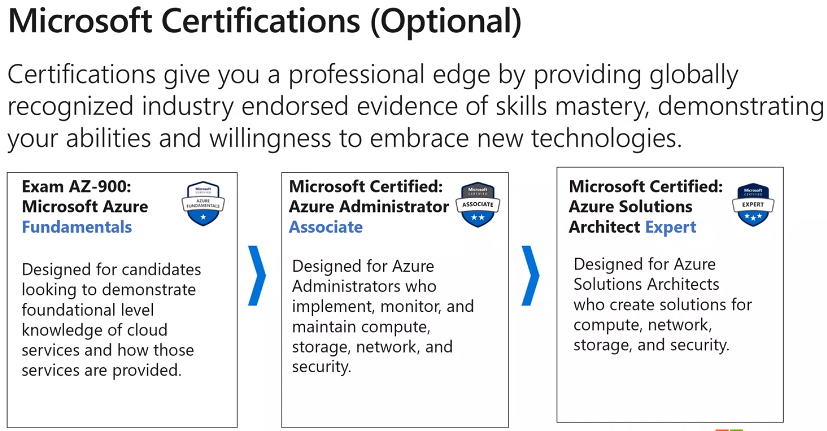 Microsoft Certifications (Optional)
Certifications give you a professional edge by providing globally
recognized industry endorsed evidence of skills mastery, demonstrating
your abilities and willingness to embrace new technologies.
Exam AZ-900:
Microsoft Azure
Fundamentals
Microsoft
CERTIFIED
AZURE
FUNDAMENTALS
Designed for candidates
looking to demonstrate
foundational level
knowledge of cloud
services and how those
services are provided.
Microsoft Certified:
Azure Administrator
Associate
Microsoft
CERTIFIED
ASSOCIATE
Designed for Azure
Administrators who
implement, monitor, and
maintain compute,
storage, network, and
security.
Microsoft Certified:
Azure Solutions
Architect Expert
Microsoft
CERTIFIED
EXPERT
Designed for Azure
Solutions Architects
who create solutions for
compute, network,
storage, and security.